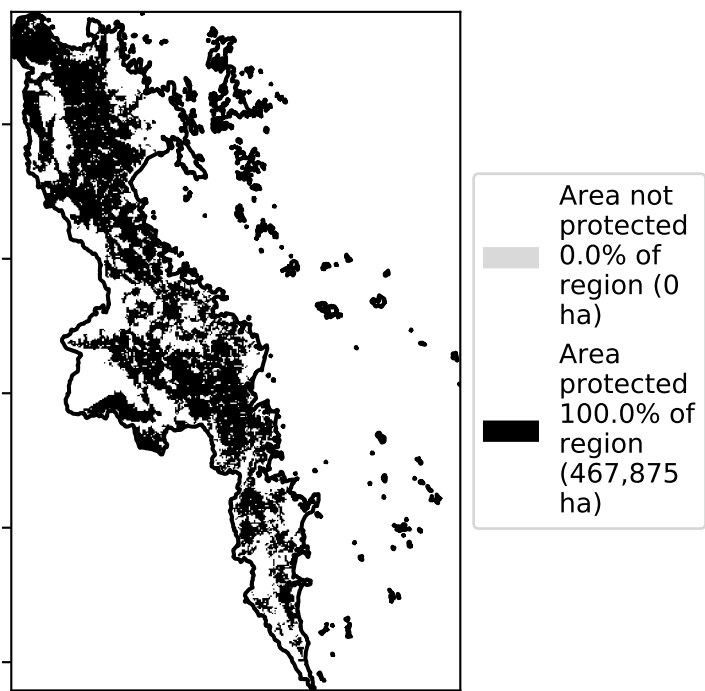 Area not
protected
0.0% of
region (0
ha)
Area
protected
100.0% of
region
(467,875
ha)